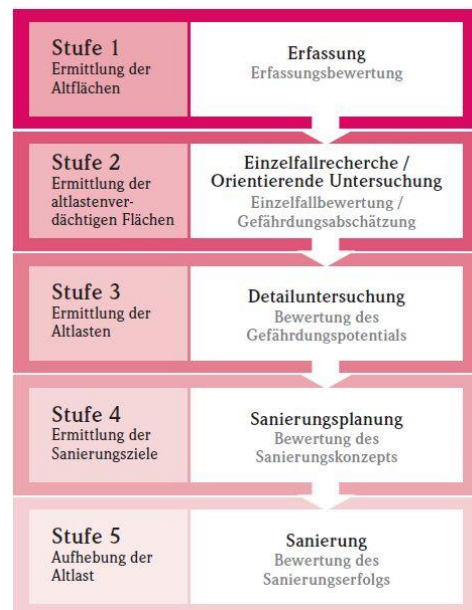 Stufe 1
Ermittlung der
Altflächen
Erfassung
Erfassungsbewertung
Stufe 2
Ermittlung der
altlastenver-
dächtigen Flächen
Einzelfallrecherche /
Orientierende Untersuchung
Einzelfallbewertung /
Gefährdungsabschätzung
Stufe 3
Ermittlung der
Altlasten
Detailuntersuchung
Bewertung des
Gefährdungspotentials
Stufe 4
Ermittlung der
Sanierungsziele
Sanierungsplanung
Bewertung des
Sanierungskonzepts
Stufe 5
Aufhebung der
Altlast
Sanierung
Bewertung des
Sanierungserfolgs